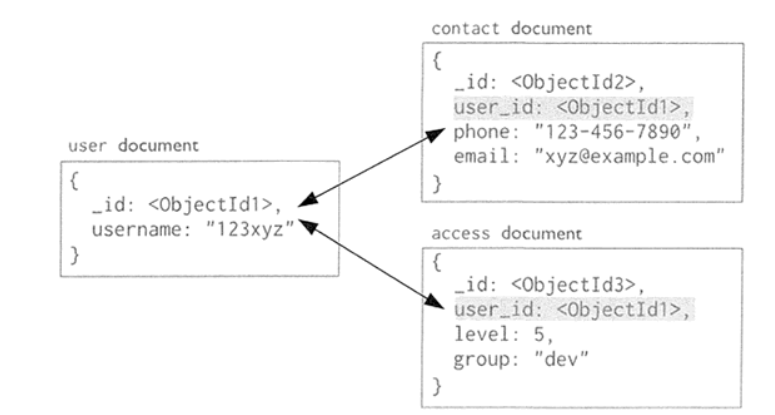 contact document
{
_id: <ObjectId2>,
user_id: <ObjectId1>,
phone: "123-456-7890",
email: "xyz@example.com"
}
user document
{
_id: <ObjectId1>,
username: "123xyz"
}
access document
{
_id: <ObjectId3>,
user_id: <ObjectId1>,
level: 5,
group: "dev"
}